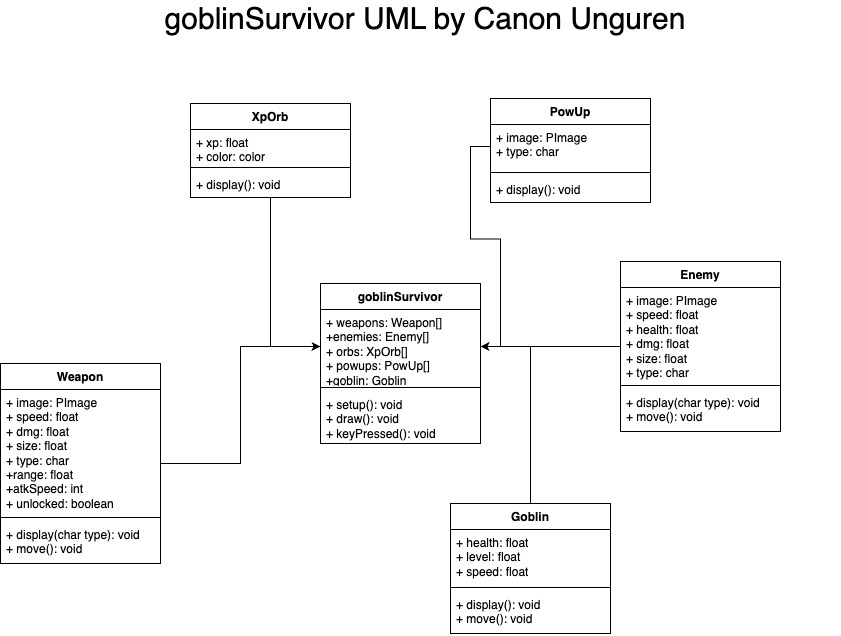 goblinSurvivor UML by Canon Unguren
XpOrb
+ xp: float
+ color: color
+ display(): void
PowUp
+ image: PImage
+ type: char
+ display(): void
goblinSurvivor
+ weapons: Weapon[]
+enemies: Enemy[]
+ orbs: XpOrb[]
+ powups: PowUp[]
+goblin: Goblin
+ setup(): void
+ draw(): void
+ keyPressed(): void
Enemy
+ image: PImage
+ speed: float
+ health: float
+ dmg: float
+ size: float
+ type: char
+ display(char type): void
+ move(): void
Weapon
+ image: PImage
+ speed: float
+ dmg: float
+ size: float
+ type: char
+range: float
+atkSpeed: int
+ unlocked: boolean
+ display(char type): void
+ move(): void
Goblin
+ health: float
+ level: float
+ speed: float
+ display(): void
+ move(): void